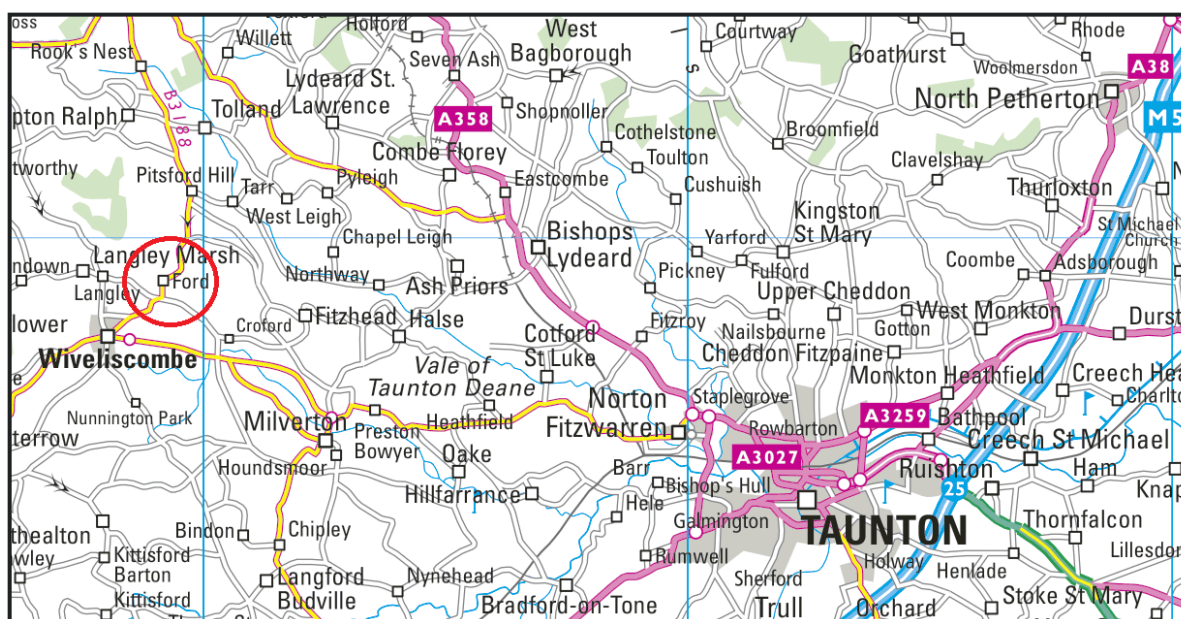 oss
Rook's Nest
Willett
Holford
Seven Ash
West
Bagborough
Courtway
Goathurst
Rhode
Woolmersdon
A38
North Petherton
M5
Lydeard St.
Lawrence
Shopnoller
A358
pton Ralph
Tolland
B3188
Combe Florey
Cothelstone
Toulton
Broomfield
Clavelshay
tworthy
Pitsford Hill
Tarr
Pyleigh
West Leigh
Eastcombe
Cushuish
Thurloxton
Kingston
St Mary
St Michael
Church
Chapel Leigh
Bishops
Lydeard
Yarford
Langley Marsh
ndown
Ford
Langley
Northway
Ash Priors
Pickney
Fulford
Coombe
Adsborough
lower
Croford
Fitzhead
Halse
Cotford
St Luke
Fitzroy
Upper Cheddon
Nailsbourne
Gotton
West Monkton
Durst
Cheddon Fitzpaine
Wiveliscombe
Vale of
Taunton Deane
Monkton Heathfield
Creech Hea
Charlto
Nunnington Park
Milverton
Heathfield
Norton
Fitzwarren
Staplegrove
Rowbarton
A3259
Bathpool
Creech St Michael
terrow
Preston
Bowyer
Houndsmoor
Oake
Barr
A3027
Bishop's Hull
Ruishton
Ham
25
Knap
Hillfarrance
Hele
Galmington
TAUNTON
Thornfalcon
Bindon
Chipley
thealton
wley
Kittisford
Barton
Rumwell
Holway
Henlade
Lillesdon
Langford
Budville
Nynehead
Bradford-on-Tone
Sherford
Trull
Orchard
Stoke St Mary
Kittisford